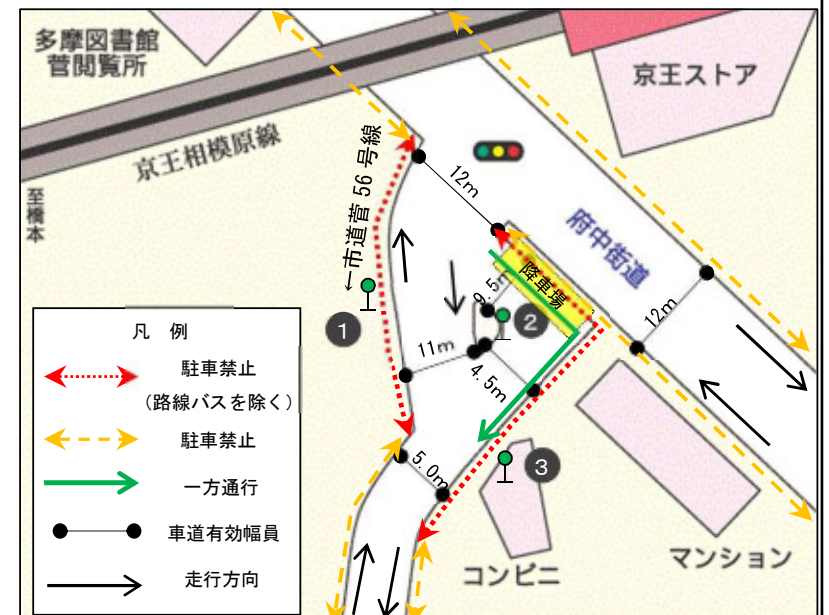 多摩図書館
菅閲覧所
京王ストア
京王相模原線
至橋本
←市道菅 56 号線
12m
府中街道
降車場
9.5m
12m
1
2
11m
4.5m
3
5.0m
コンビニ
マンション
凡 例
駐車禁止
(路線バスを除く)
駐車禁止
一方通行
車道有効幅員
走行方向